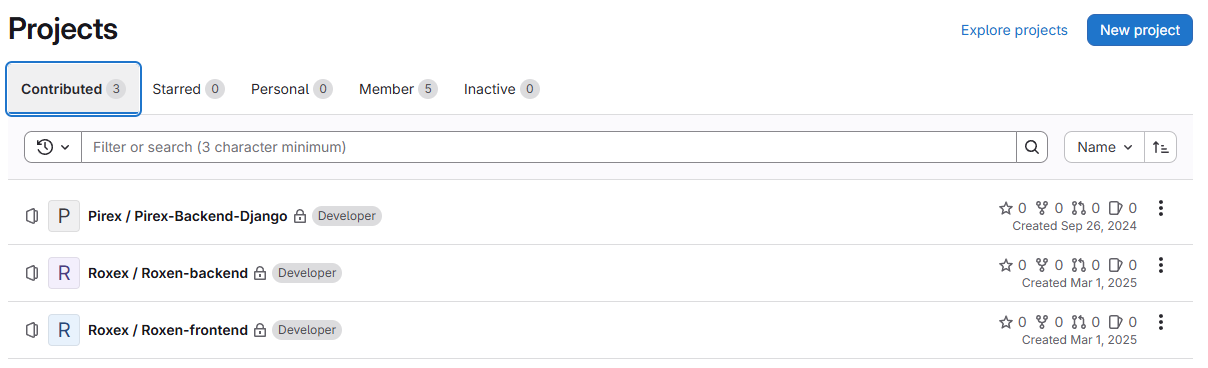 Projects
Explore projects
New project
Contributed 3
Starred 0
Personal 0
Member 5
Inactive 0
Filter or search (3 character minimum)
Name
P
Pirex / Pirex-Backend-Django
Developer
0 0 0 0
Created Sep 26, 2024
R
Roxex / Roxen-backend
Developer
0 0 0 0
Created Mar 1, 2025
R
Roxex / Roxen-frontend
Developer
0 0 0 0
Created Mar 1, 2025